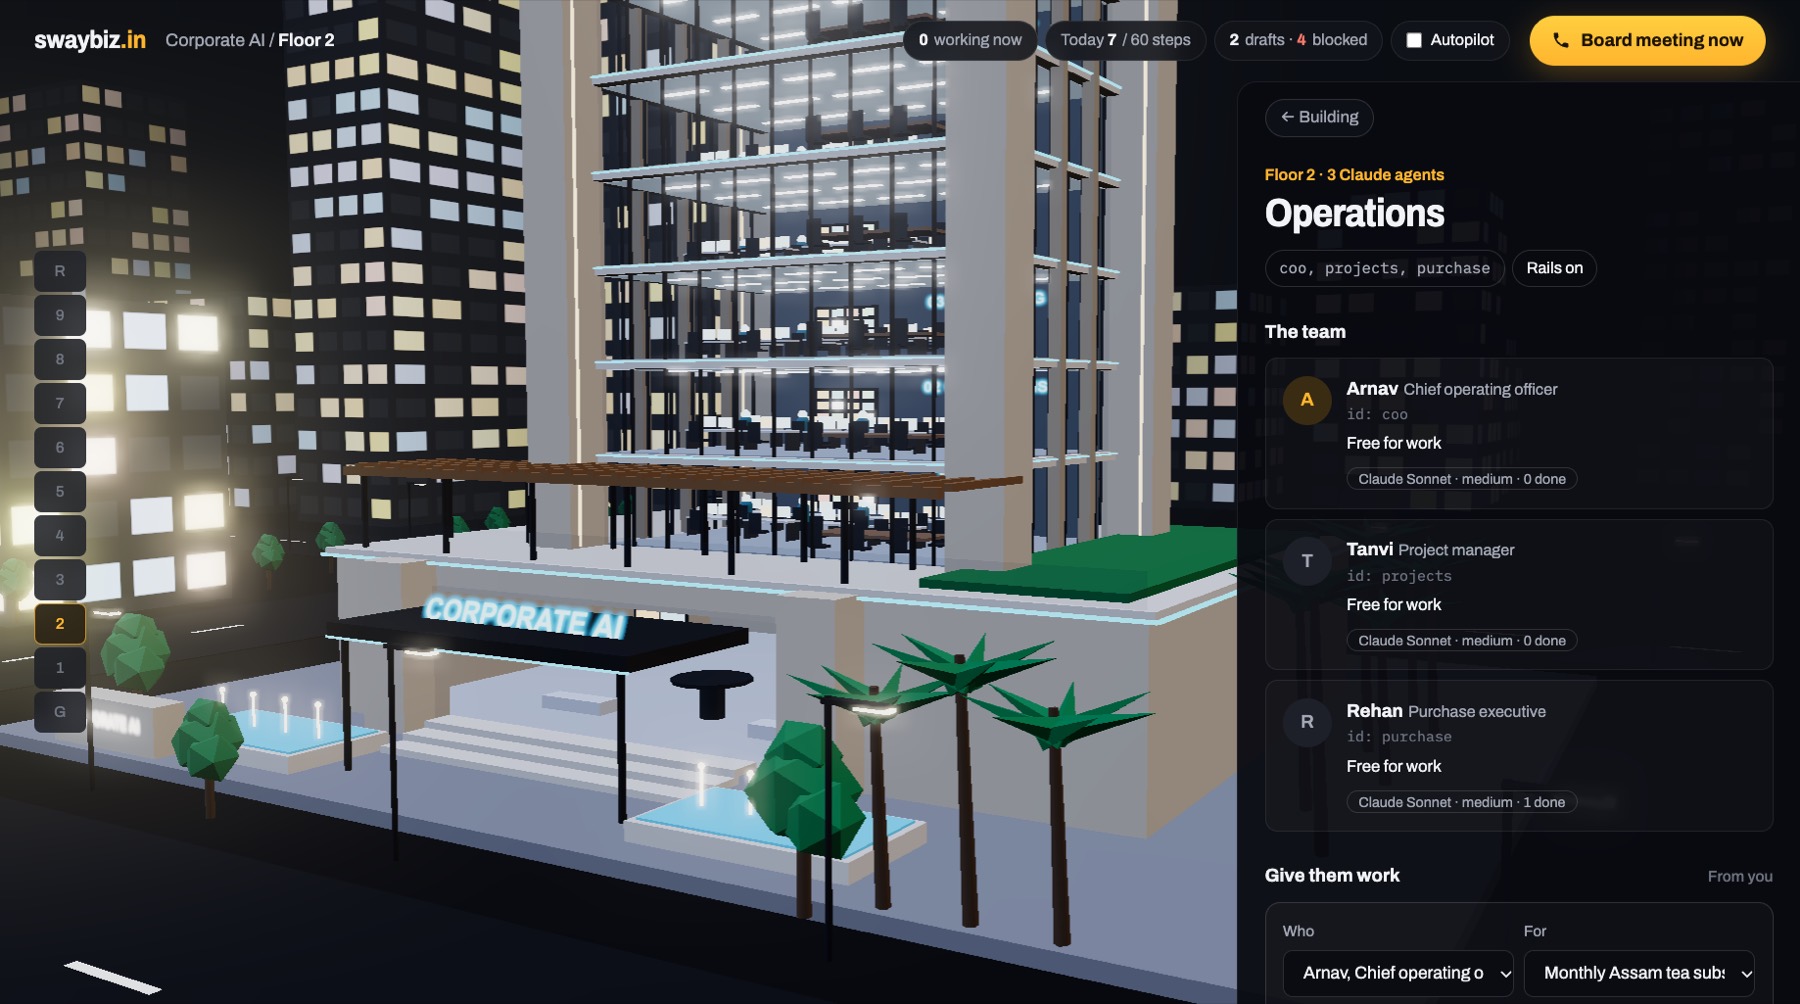 swaybiz.in Corporate AI / Floor 2
0 working now
Today 7 / 60 steps
2 drafts · 4 blocked
Autopilot
Board meeting now
← Building
Floor 2 · 3 Claude agents
Operations
coo, projects, purchase
Rails on
The team
A
Arnav Chief operating officer
id: coo
Free for work
Claude Sonnet · medium · 0 done
T
Tanvi Project manager
id: projects
Free for work
Claude Sonnet · medium · 0 done
R
Rehan Purchase executive
id: purchase
Free for work
Claude Sonnet · medium · 1 done
Give them work
From you
Who
For
Arnav, Chief operating o
Monthly Assam tea subs
R
9
8
7
6
5
4
3
2
1
G
CORPORATE AI